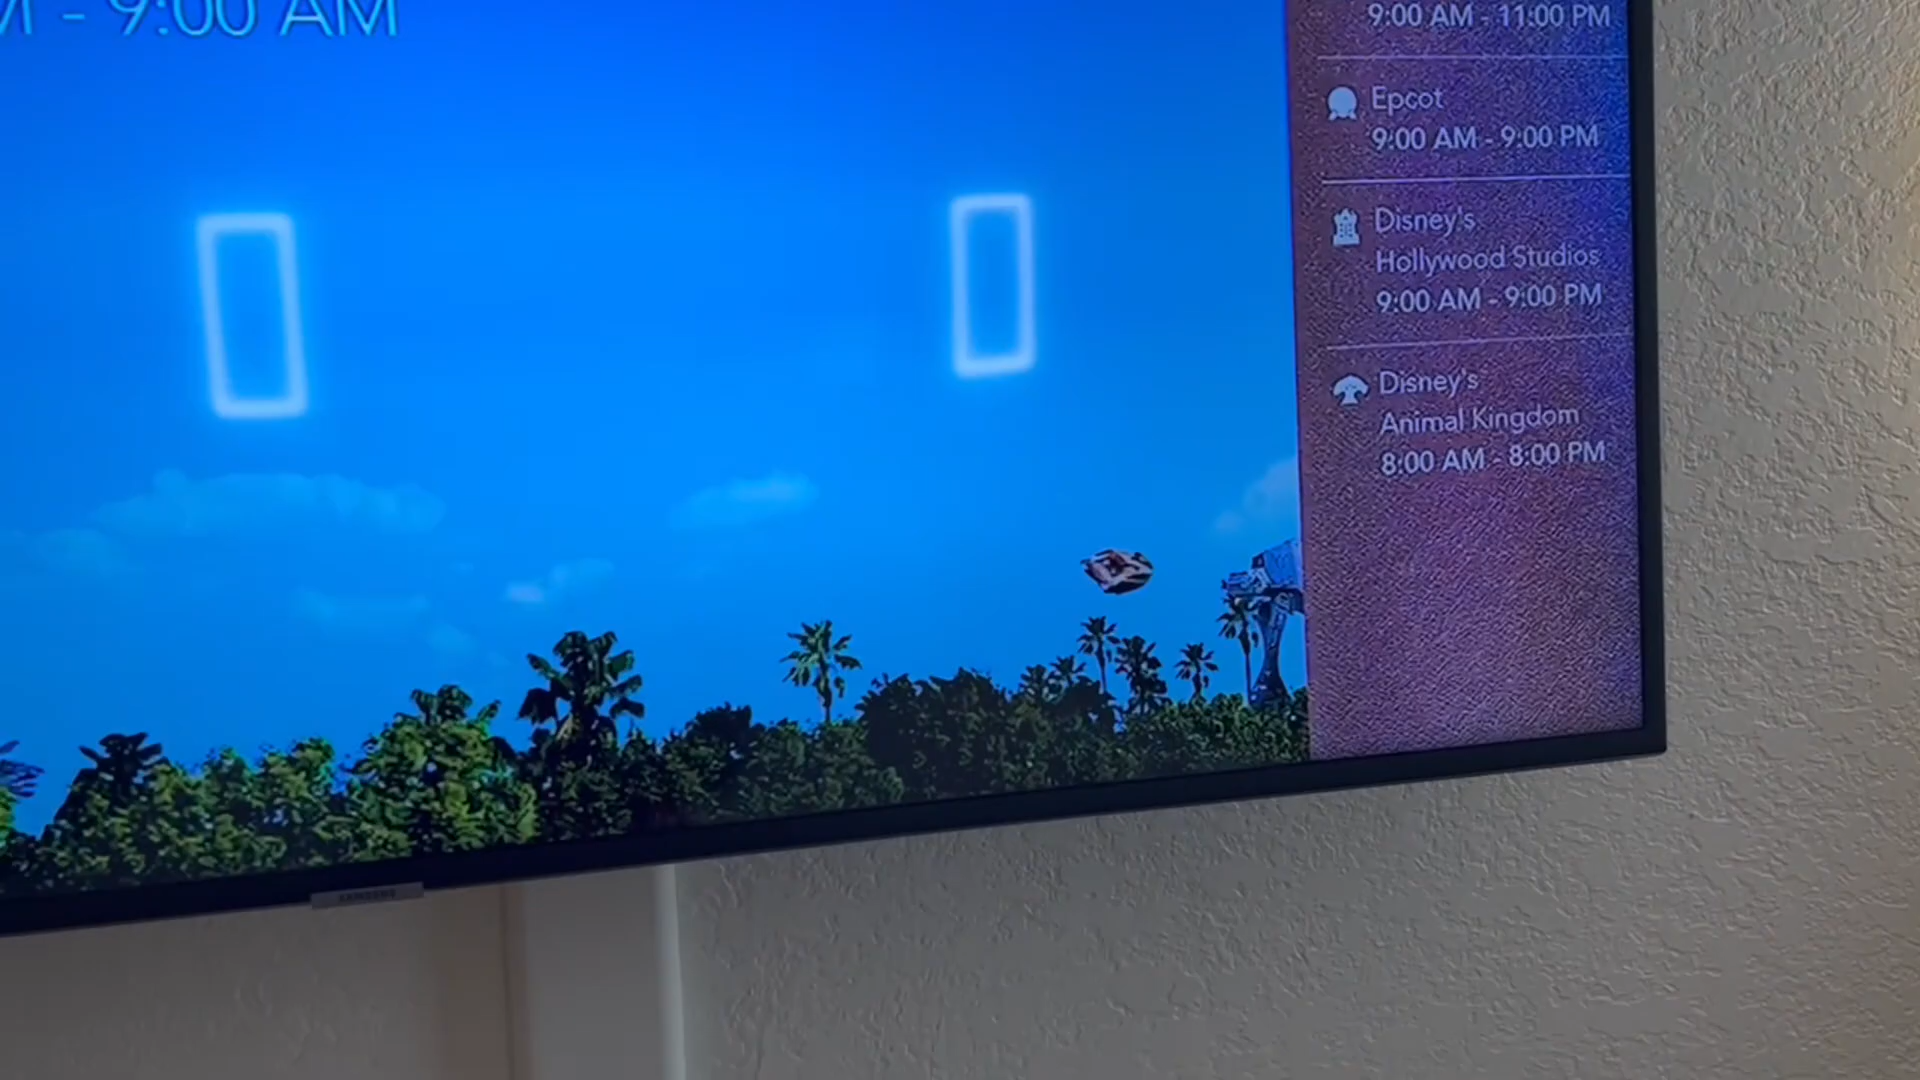 - 9:00 AM
9:00 AM - 11:00 PM
Epcot
9:00 AM - 9:00 PM
Disney's
Hollywood Studios
9:00 AM - 9:00 PM
Disney's
Animal Kingdom
8:00 AM - 8:00 PM
SAMSUNG